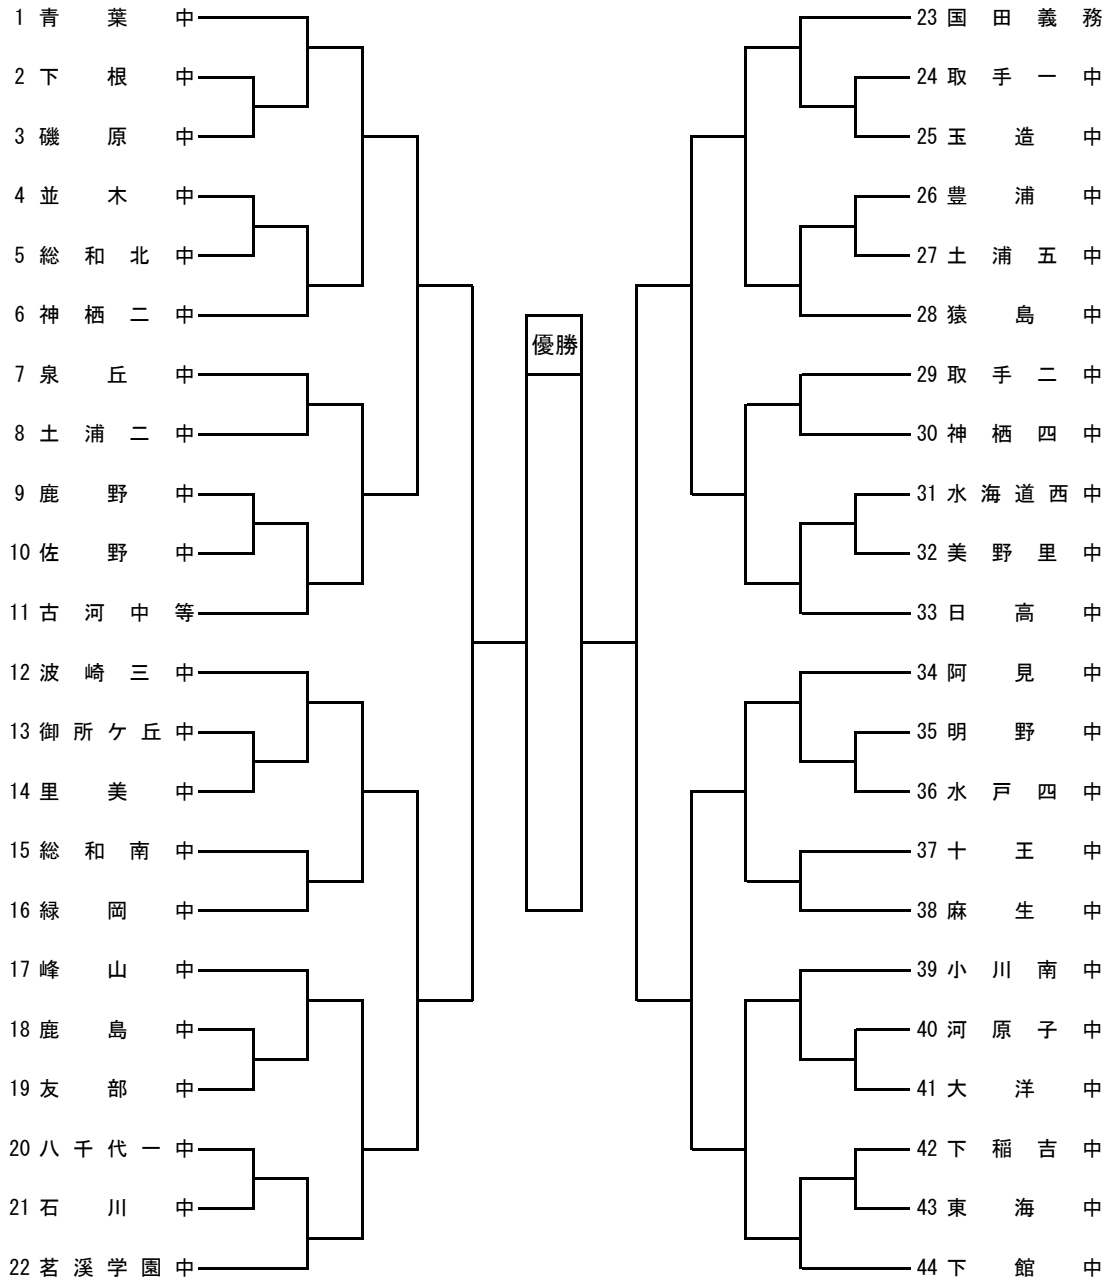 1 青葉中
2 下根中
3 磯原中
4 並木中
5 総和北中
6 神栖二中
7 泉丘中
8 土浦二中
9 鹿野中
10 佐野中
11 古河中等
12 波崎三中
13 御所ケ丘中
14 里美中
15 総和南中
16 緑岡中
17 峰山中
18 鹿島中
19 友部中
20 八千代一中
21 石川中
22 茗溪学園中
優勝
23 国田義務
24 取手一中
25 玉造中
26 豊浦中
27 土浦五中
28 猿島中
29 取手二中
30 神栖四中
31 水海道西中
32 美野里中
33 日高中
34 阿見中
35 明野中
36 水戸四中
37 十王中
38 麻生中
39 小川南中
40 河原子中
41 大洋中
42 下稲吉中
43 東海中
44 下館中